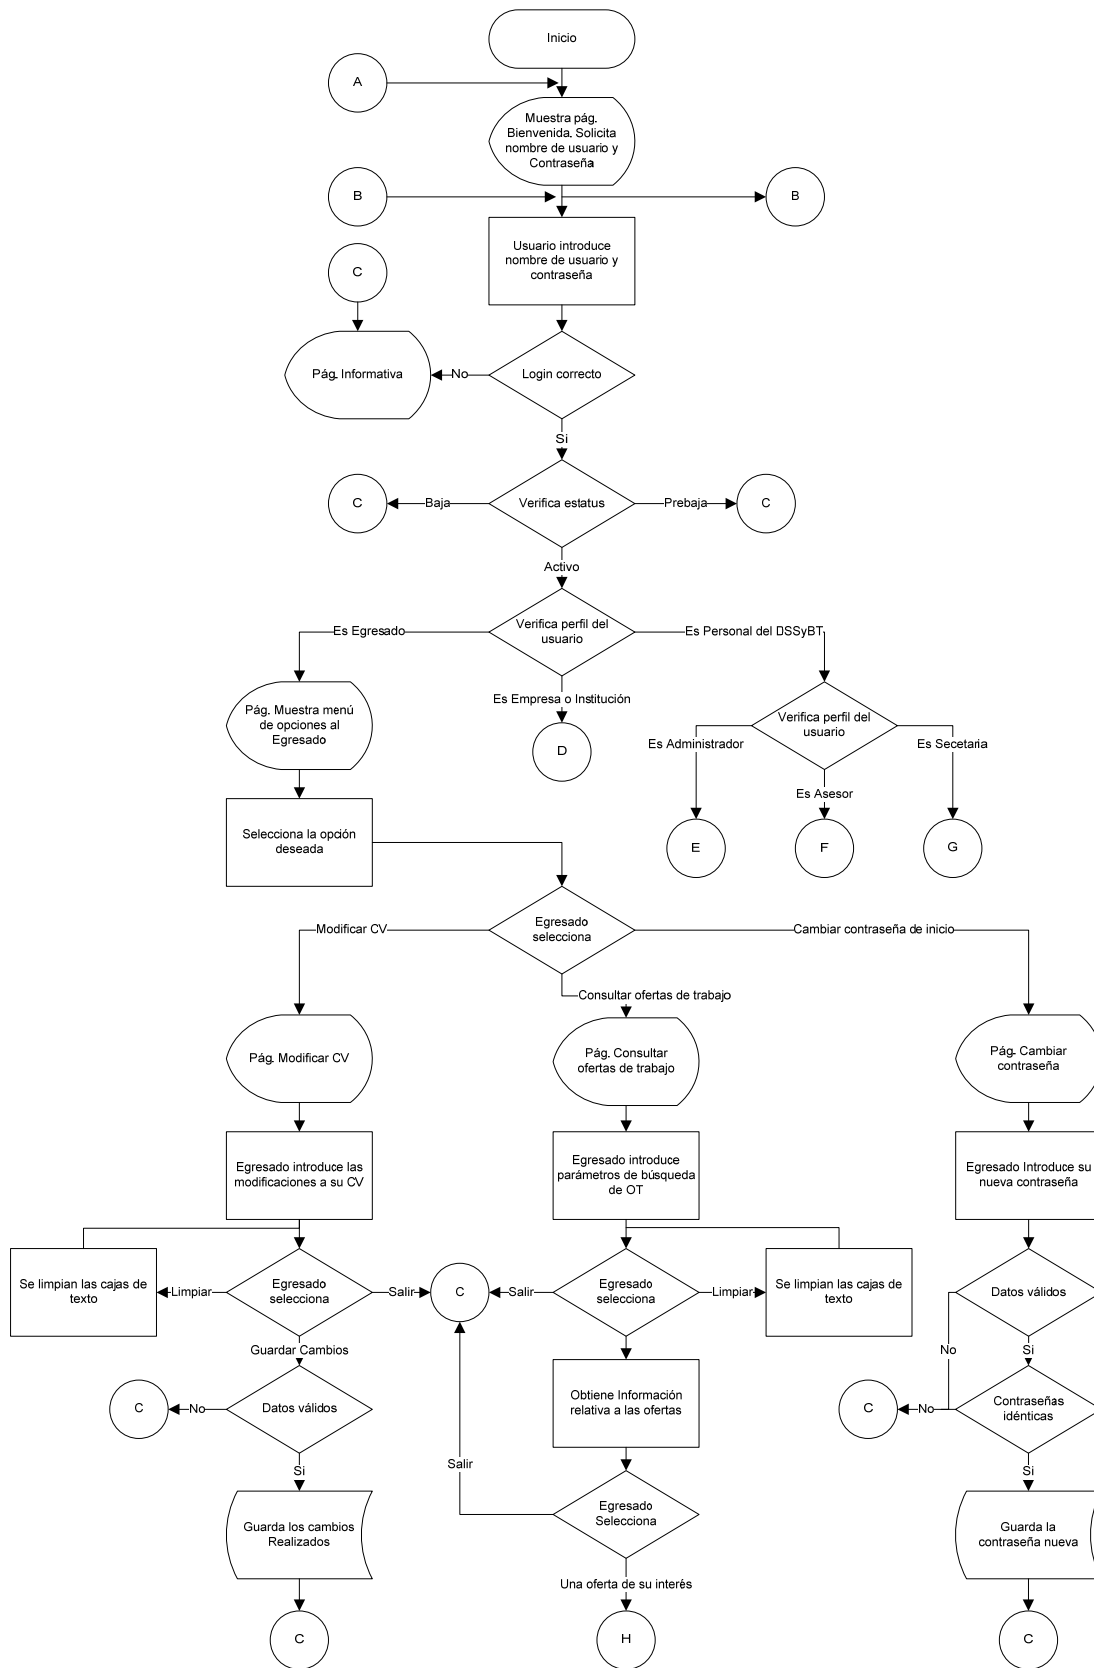 Inicio
A
Muestra pág.
Bienvenida. Solicita
nombre de usuario y
Contraseña
B
B
Usuario introduce
nombre de usuario y
contraseña
C
Pág. Informativa
No
Login correcto
Si
C
Baja
Verifica estatus
Prebaja
C
Activo
Es Egresado
Verifica perfil del
usuario
Es Personal del DSSyBT
Es Empresa o Institución
D
Pág. Muestra menú
de opciones al
Egresado
Verifica perfil del
usuario
Es Administrador
Es Secetaria
Es Asesor
E
F
G
Selecciona la opción
deseada
Egresado
selecciona
Modificar CV
Cambiar contraseña de inicio
Consultar ofertas de trabajo
Pág. Modificar CV
Pág. Consultar
ofertas de trabajo
Pág. Cambiar
contraseña
Egresado introduce las
modificaciones a su CV
Egresado introduce
parámetros de búsqueda
de OT
Egresado Introduce su
nueva contraseña
Se limpian las cajas de
texto
Limpiar
Egresado
selecciona
Salir
C
Salir
Egresado
selecciona
Limpiar
Se limpian las cajas de
texto
Datos válidos
Guardar Cambios
No
Si
C
No
Datos válidos
Obtiene Información
relativa a las ofertas
C
No
Contraseñas
idénticas
Si
Salir
Si
Guarda los cambios
Realizados
Egresado
Selecciona
Guarda la
contraseña nueva
Una oferta de su interés
C
H
C